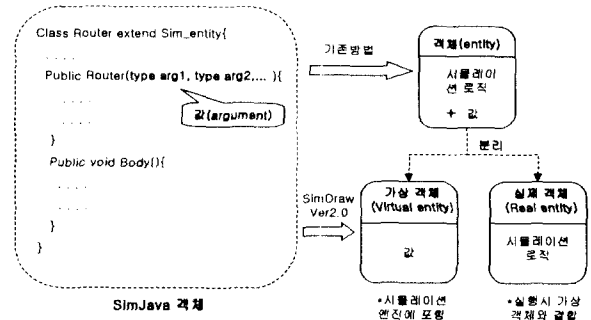 Class Router extend Sim_entity{
. . . .
Public Router(type arg1, type arg2,... ){
. . . .
. . . .
값(argument)
}
Public void Body(){
. . . .
. . . .
}
}
SimJava 객체
기존방법
객체(entity)
시뮬레이
션 로직
+ 값
분리
SimDraw
Ver2.0
가상 객체
(Virtual entity)
값
*시뮬레이션
엔진에 포함
실제 객체
(Real entity)
시뮬레이션
로직
*실행시 가상
객체와 결합